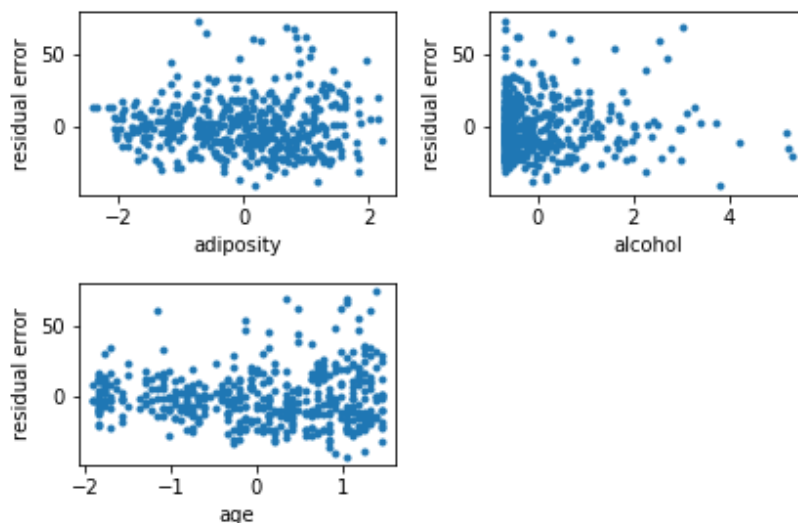 residual error
50
0
−2
0
2
adiposity
residual error
50
0
0
2
4
alcohol
residual error
50
0
−2
−1
0
1
age